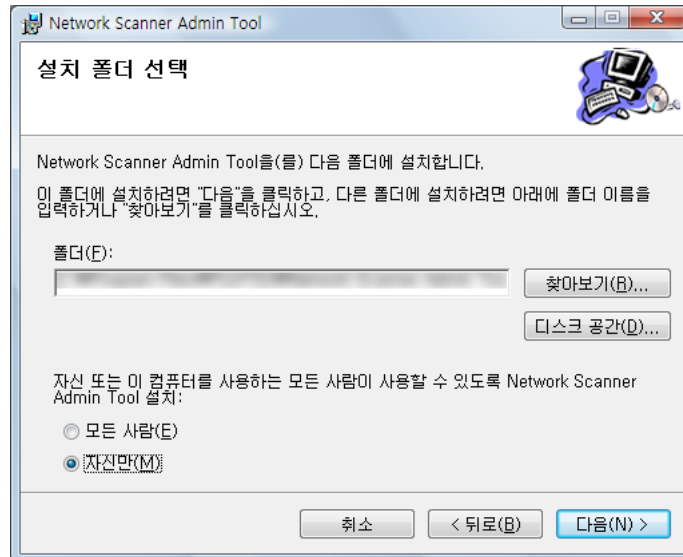 Network Scanner Admin Tool
설치 폴더 선택
Network Scanner Admin Tool을(를) 다음 폴더에 설치합니다.
이 폴더에 설치하려면 "다음"을 클릭하고, 다른 폴더에 설치하려면 아래에 폴더 이름을
입력하거나 "찾아보기"를 클릭하십시오.
폴더(F):
찾아보기(R)...
디스크 공간(D)...
자신 또는 이 컴퓨터를 사용하는 모든 사람이 사용할 수 있도록 Network Scanner
Admin Tool 설치:
모든 사람(E)
자신만(M)
취소
< 뒤로(B)
다음(N) >